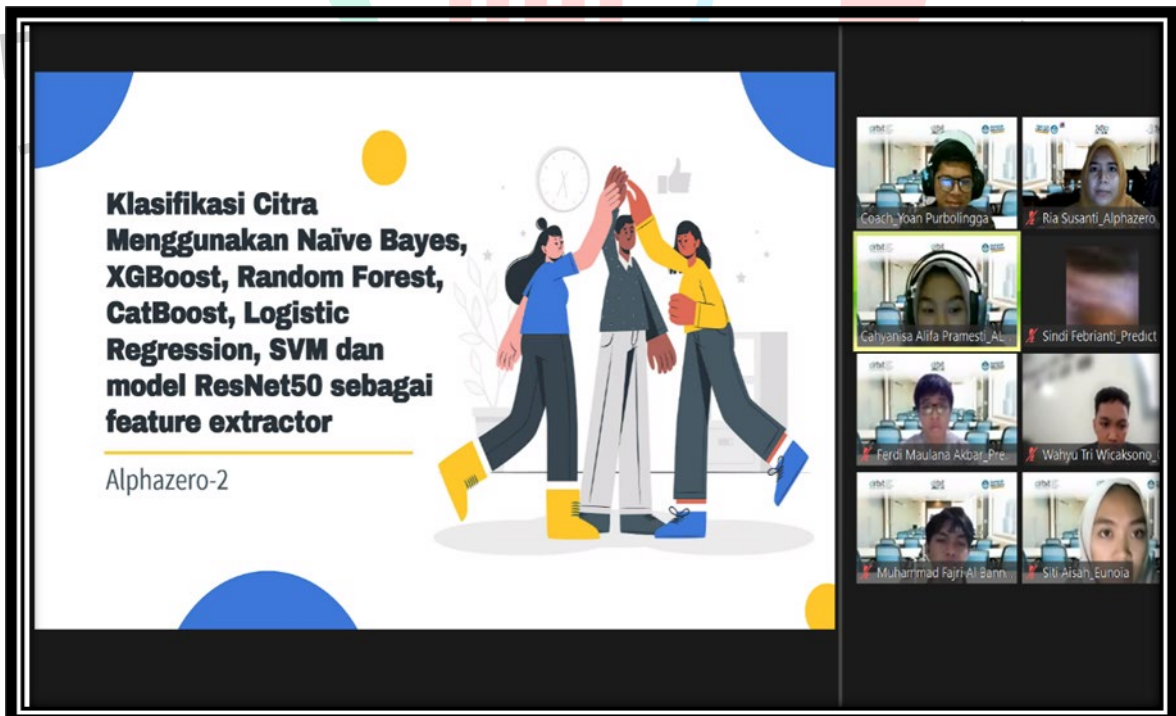 Klasifikasi Citra
Menggunakan Naïve Bayes,
XGBoost, Random Forest,
CatBoost, Logistic
Regression, SVM dan
model ResNet50 sebagai
feature extractor
Alphazero-2
Coach_Yoan Purbolingga
Ria Susanti_Alphazero
Cahyanisa Alifa Pramesti_AL...
Sindi Febrianti_Predict
Ferdi Maulana Akbar_Pre...
Wahyu Tri Wicaksono_
Muhammad Fajri Al Bann...
Siti Aisah_Eunoia